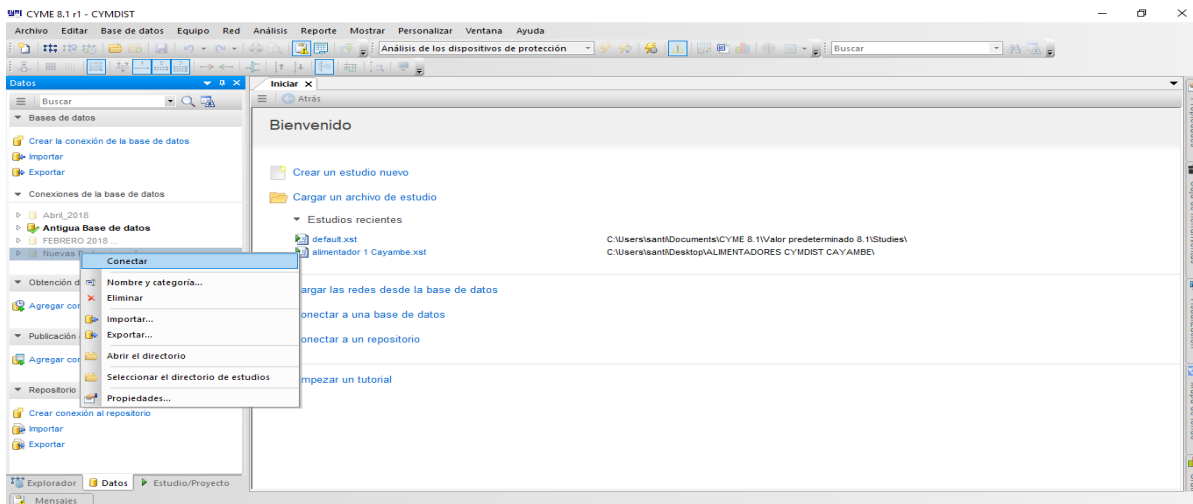 CYME 8.1 r1 - CYMDIST
Archivo Editar Base de datos Equipo Red Análisis Reporte Mostrar Personalizar Ventana Ayuda
Análisis de los dispositivos de protección Buscar
Datos
Iniciar
Buscar
Atrás
Bases de datos
Bienvenido
Crear la conexión de la base de datos
Importar
Exportar
Crear un estudio nuevo
Conexiones de la base de datos
Cargar un archivo de estudio
Abril_2018
Estudios recientes
Antigua Base de datos
FEBRERO 2018 ...
default.xst C:\Users\santi\Documents\CYME 8.1\Valor predeterminado 8.1\Studies\
Nuevas
alimentador 1 Cayambe.xst C:\Users\santi\Desktop\ALIMENTADORES CYMDIST CAYAMBE\
Conectar
Obtención d
Nombre y categoría...
Eliminar
argar las redes desde la base de datos
Agregar con
Importar...
onectar a una base de datos
Publicación
Exportar...
onectar a un repositorio
Agregar con
Abrir el directorio
Seleccionar el directorio de estudios
mpezar un tutorial
Repositorio
Propiedades...
Crear conexión al repositorio
Importar
Exportar
Explorador Datos Estudio/Proyecto
Mensajes